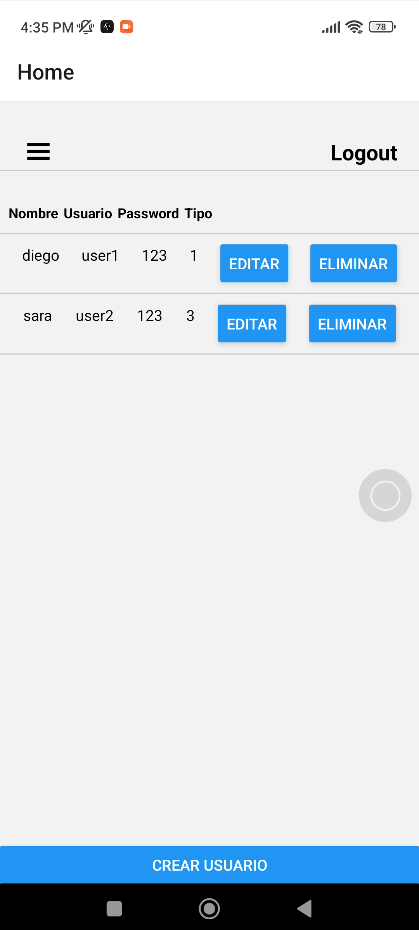 4:35 PM 78
Home
Logout
Nombre Usuario Password Tipo
diego user1 123 1 EDITAR ELIMINAR
sara user2 123 3 EDITAR ELIMINAR
CREAR USUARIO